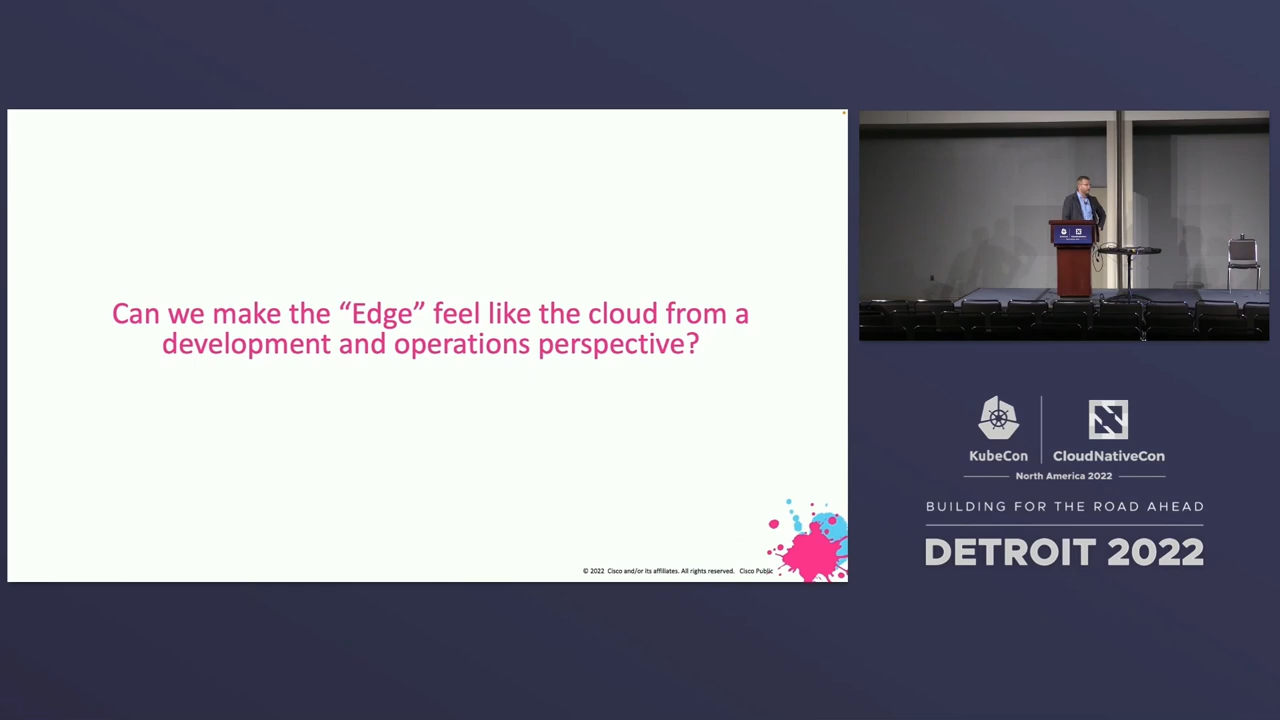 Can we make the “Edge” feel like the cloud from a
development and operations perspective?
© 2022 Cisco and/or its affiliates. All rights reserved. Cisco Public
KubeCon
CloudNativeCon
North America 2022
BUILDING FOR THE ROAD AHEAD
DETROIT 2022